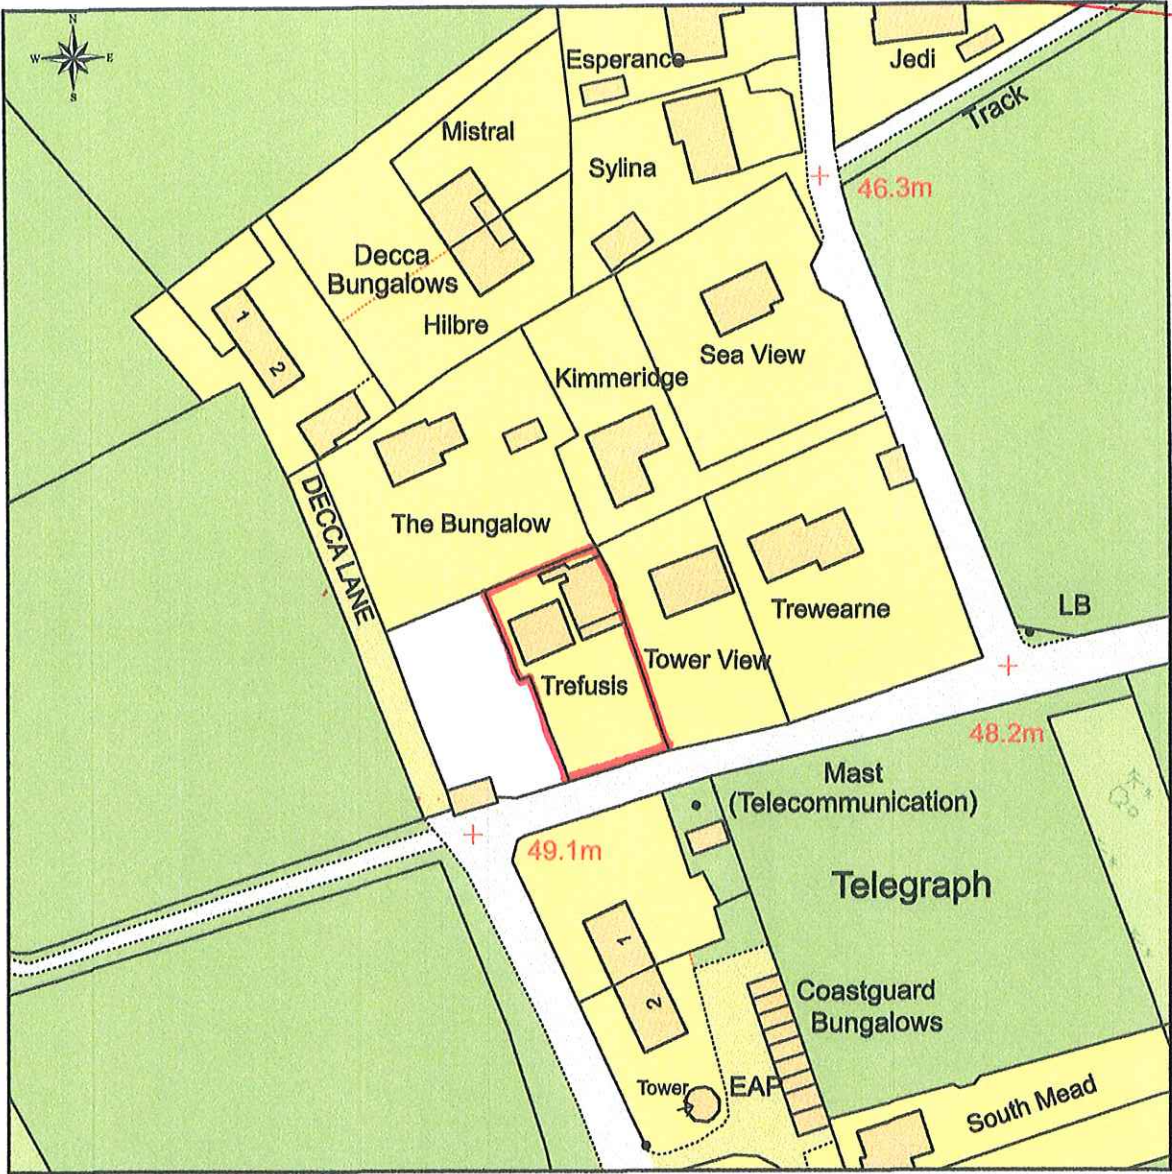 N
W E
S
Esperance
Jedi
Mistral
Track
Sylina
46.3m
Decca
Bungalows
Hilbre
1
2
Sea View
Kimmeridge
DECCA LANE
The Bungalow
Trewearne
LB
Tower View
Trefusis
48.2m
Mast
(Telecommunication)
49.1m
Telegraph
1
2
Coastguard
Bungalows
Tower
EAP
South Mead